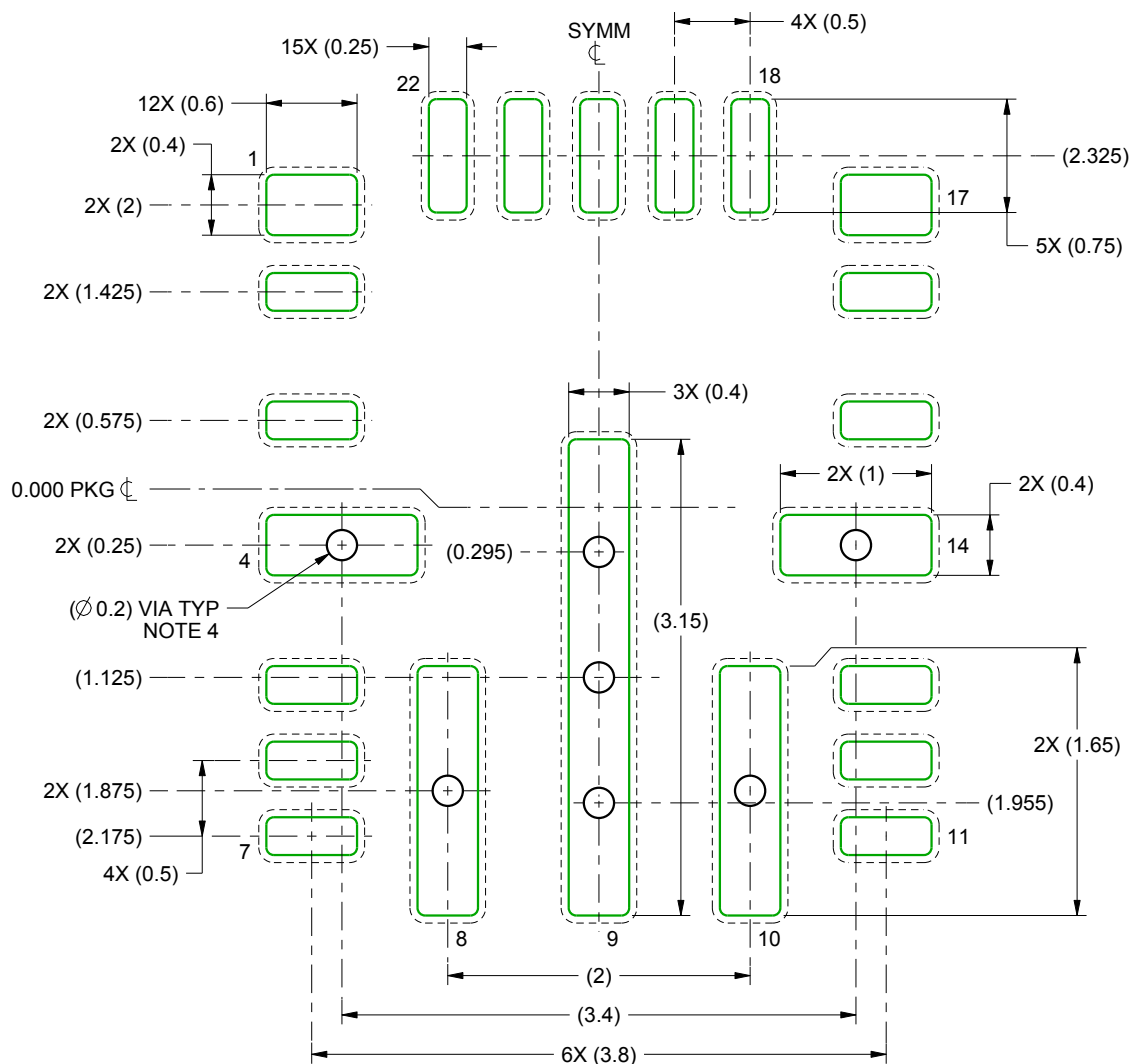 SYMM
℄
4X (0.5)
15X (0.25)
22
18
12X (0.6)
2X (0.4)
1
(2.325)
2X (2)
17
5X (0.75)
2X (1.425)
3X (0.4)
2X (0.575)
2X (1)
2X (0.4)
0.000 PKG ℄
2X (0.25)
4
(0.295)
14
(∅ 0.2) VIA TYP
NOTE 4
(3.15)
(1.125)
2X (1.65)
2X (1.875)
(1.955)
(2.175)
7
11
4X (0.5)
8
9
10
(2)
(3.4)
6X (3.8)